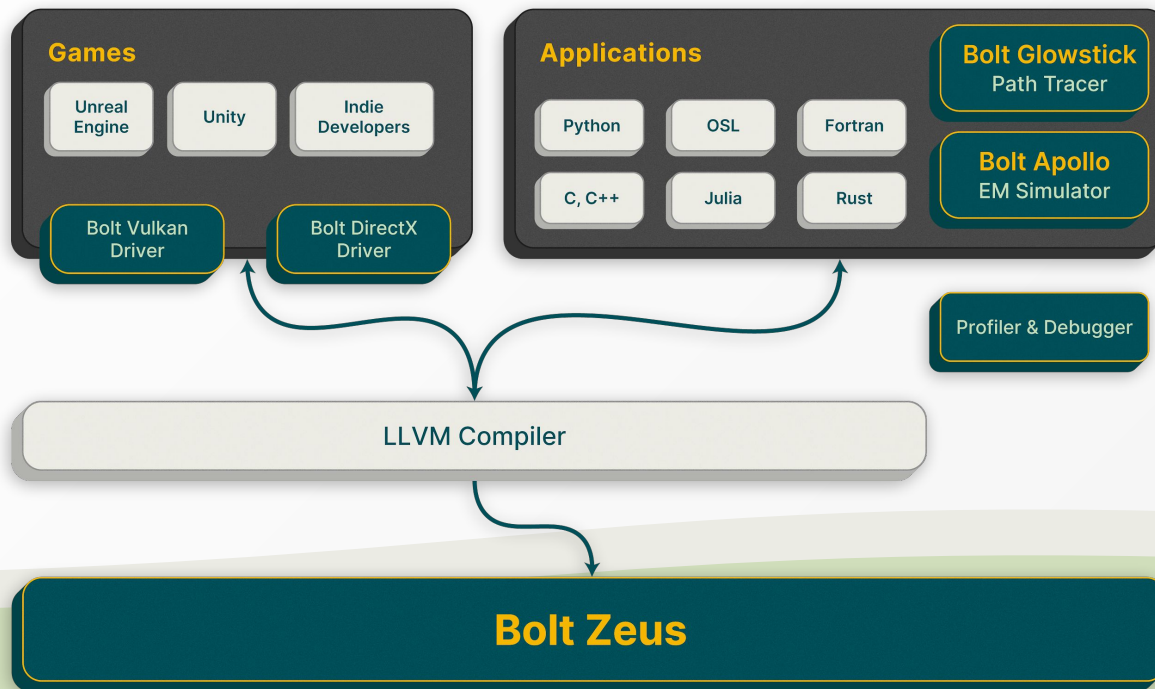 Games
Unreal
Engine
Unity
Indie
Developers
Bolt Vulkan
Driver
Bolt DirectX
Driver
Applications
Python
OSL
Fortran
C, C++
Julia
Rust
Bolt Glowstick
Path Tracer
Bolt Apollo
EM Simulator
Profiler & Debugger
LLVM Compiler
Bolt Zeus